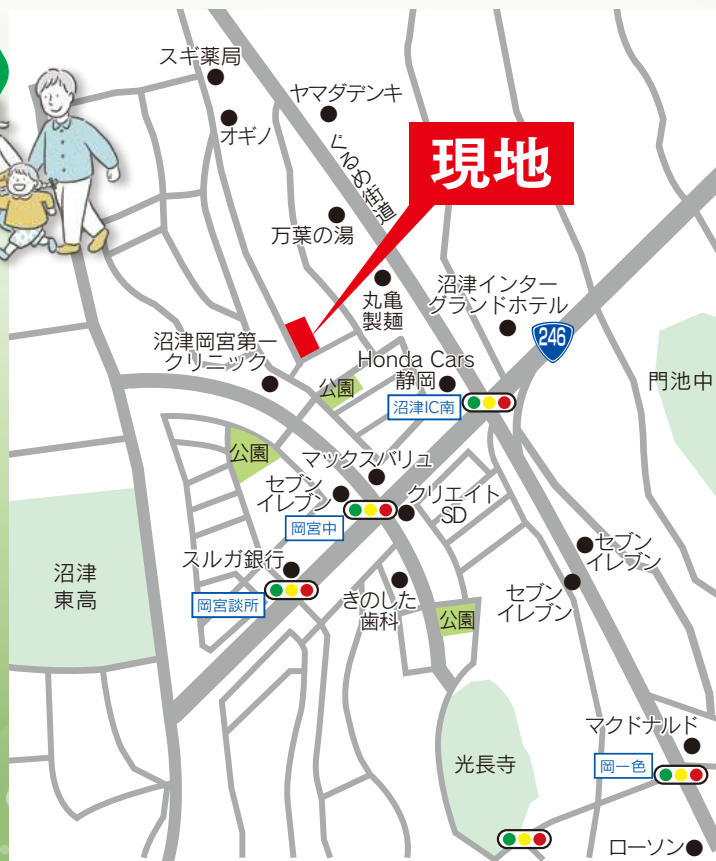 スギ薬局
ヤマダデンキ
オギノ
ぐるめ街道
現地
万葉の湯
丸亀
製麺
沼津インター
グランドホテル
246
沼津岡宮第一
クリニック
Honda Cars
静岡
門池中
公園
沼津IC南
公園
マックスバリュ
セブン
イレブン
クリエイト
SD
岡宮中
セブン
イレブン
スルガ銀行
沼津
東高
岡宮談所
きのした
歯科
セブン
イレブン
公園
マクドナルド
光長寺
岡一色
ローソン